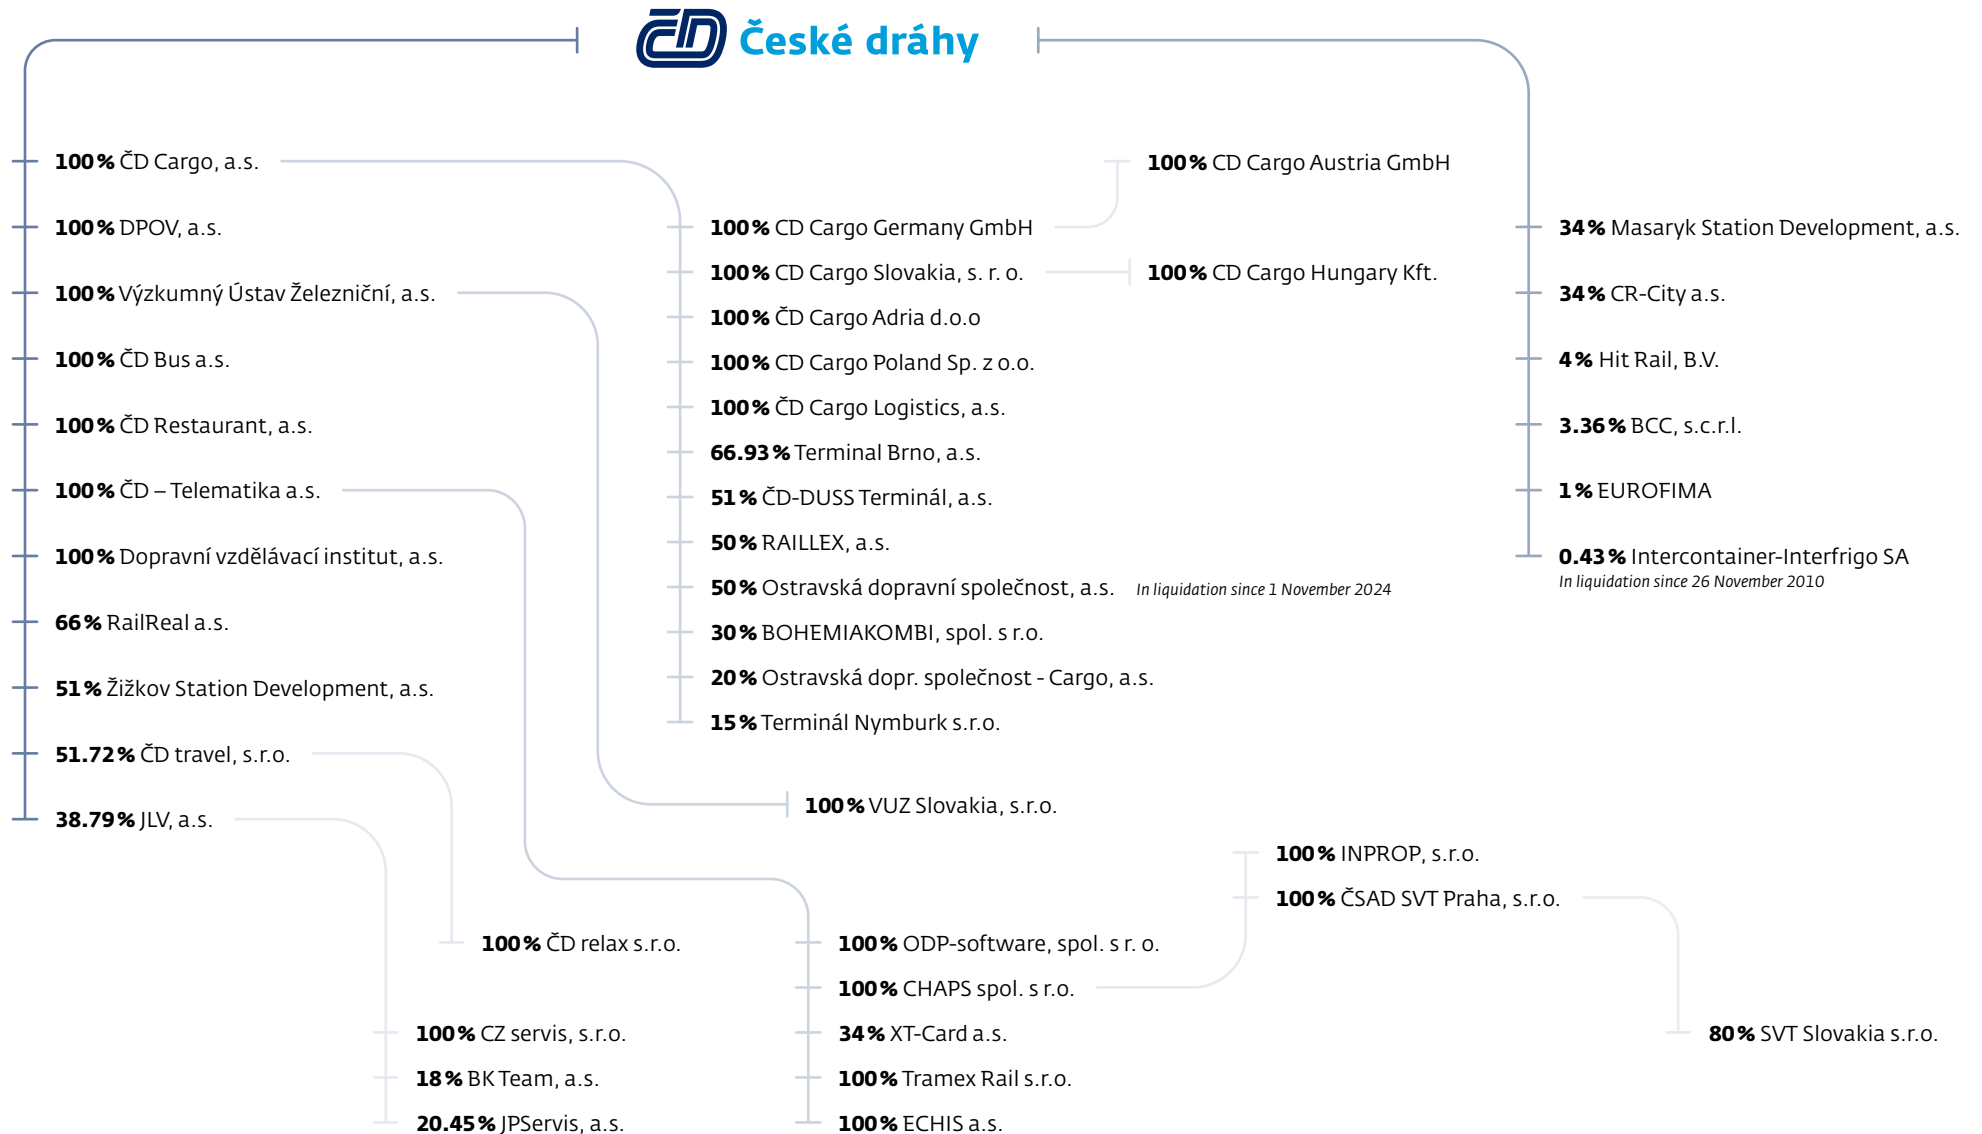 ČD České dráhy
100% ČD Cargo, a.s.
100% DPOV, a.s.
100% Výzkumný Ústav Železniční, a.s.
100% ČD Bus a.s.
100% ČD Restaurant, a.s.
100% ČD – Telematika a.s.
100% Dopravní vzdělávací institut, a.s.
66% RailReal a.s.
51% Žižkov Station Development, a.s.
51.72% ČD travel, s.r.o.
38.79% JLV, a.s.
100% CD Cargo Germany GmbH
100% CD Cargo Slovakia, s. r. o.
100% ČD Cargo Adria d.o.o
100% CD Cargo Poland Sp. z o.o.
100% ČD Cargo Logistics, a.s.
66.93% Terminal Brno, a.s.
51% ČD-DUSS Terminál, a.s.
50% RAILLEX, a.s.
50% Ostravská dopravní společnost, a.s. In liquidation since 1 November 2024
30% BOHEMIAKOMBI, spol. s r.o.
20% Ostravská dopr. společnost - Cargo, a.s.
15% Terminál Nymburk s.r.o.
100% CD Cargo Austria GmbH
100% CD Cargo Hungary Kft.
34% Masaryk Station Development, a.s.
34% CR-City a.s.
4% Hit Rail, B.V.
3.36% BCC, s.c.r.l.
1% EUROFIMA
0.43% Intercontainer-Interfrigo SA
In liquidation since 26 November 2010
100% VUZ Slovakia, s.r.o.
100% INPROP, s.r.o.
100% ČSAD SVT Praha, s.r.o.
100% ČD relax s.r.o.
100% ODP-software, spol. s r. o.
100% CHAPS spol. s r.o.
34% XT-Card a.s.
100% Tramex Rail s.r.o.
100% ECHIS a.s.
100% CZ servis, s.r.o.
18% BK Team, a.s.
20.45% JPServis, a.s.
80% SVT Slovakia s.r.o.